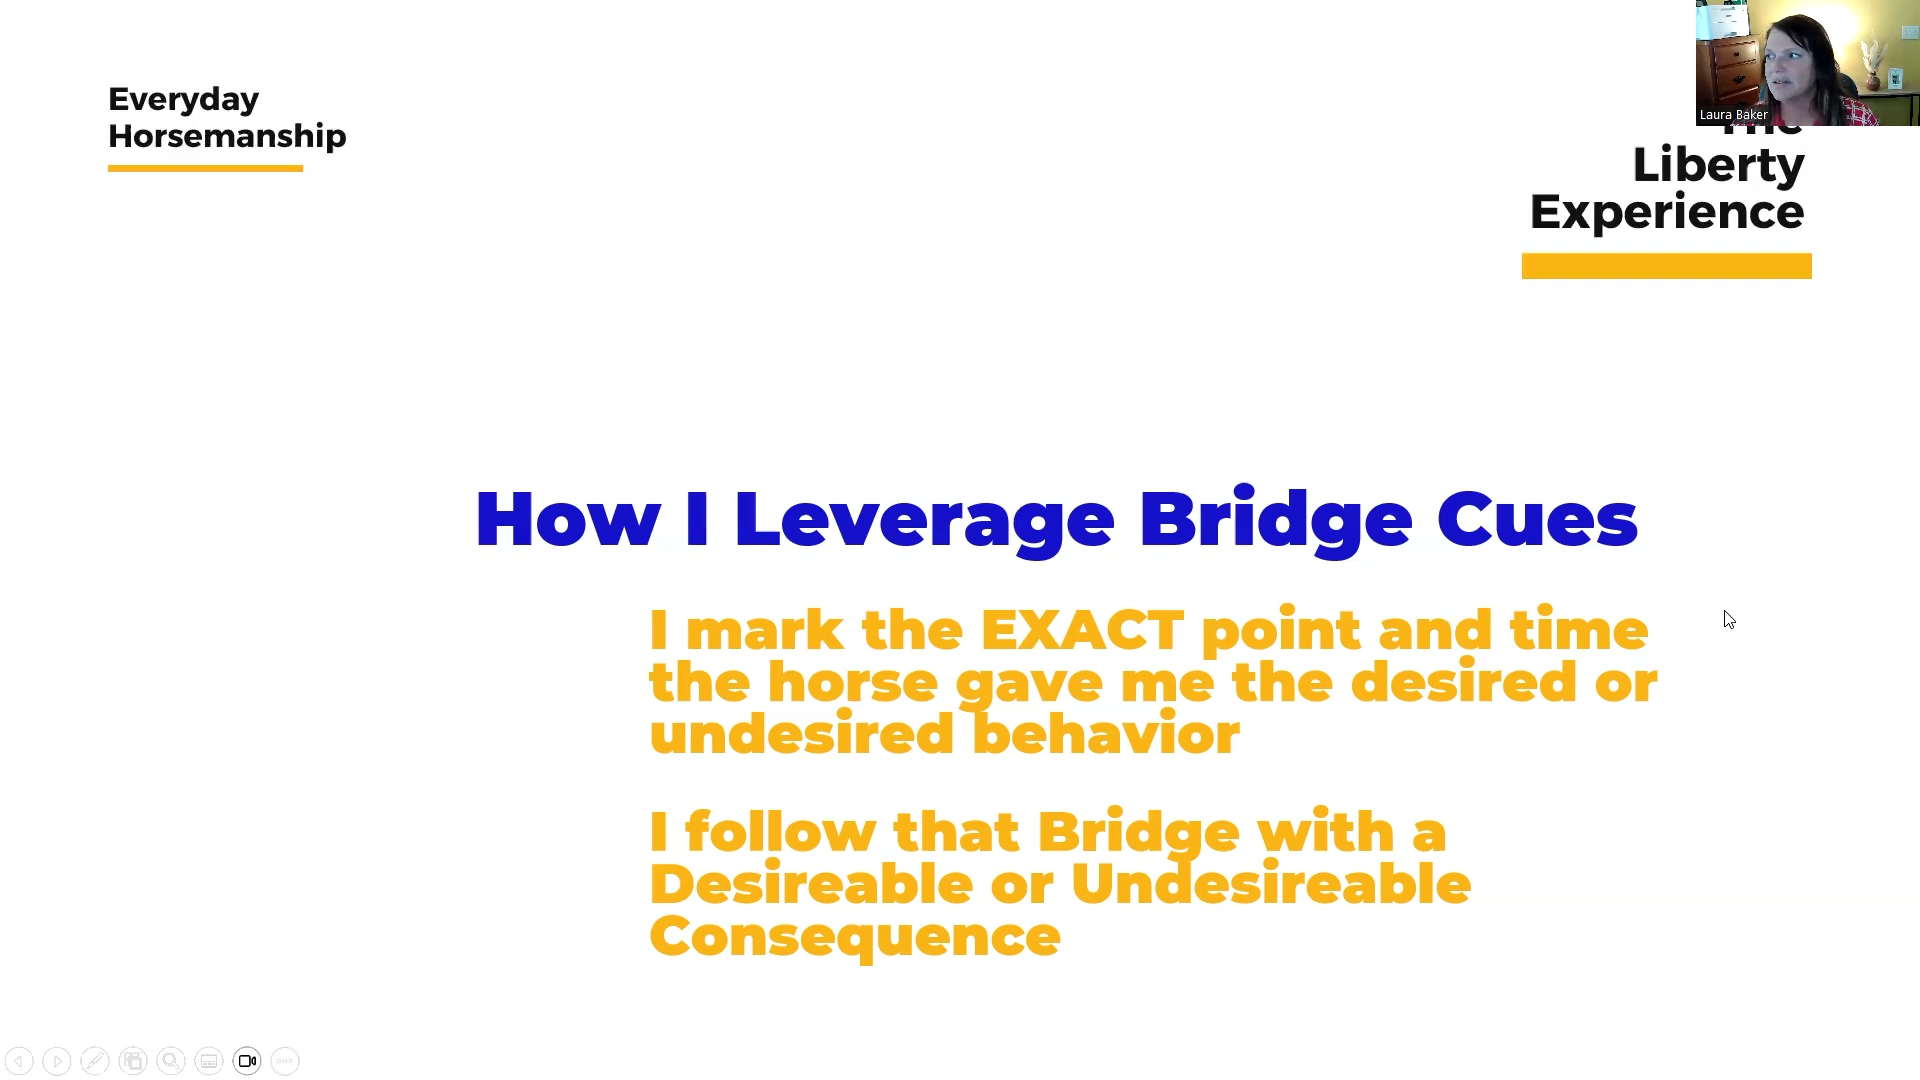 Everyday
Horsemanship
Laura Baker
The
Liberty
Experience
How I Leverage Bridge Cues
I mark the EXACT point and time
the horse gave me the desired or
undesired behavior
I follow that Bridge with a
Desireable or Undesireable
Consequence